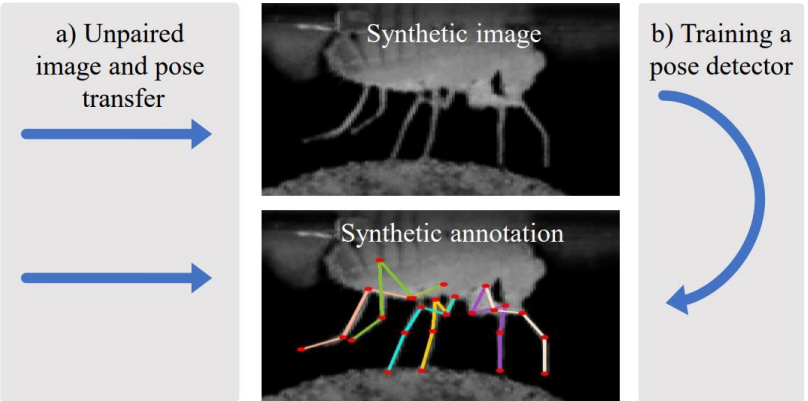 a) Unpaired
image and pose
transfer
Synthetic image
Synthetic annotation
b) Training a
pose detector